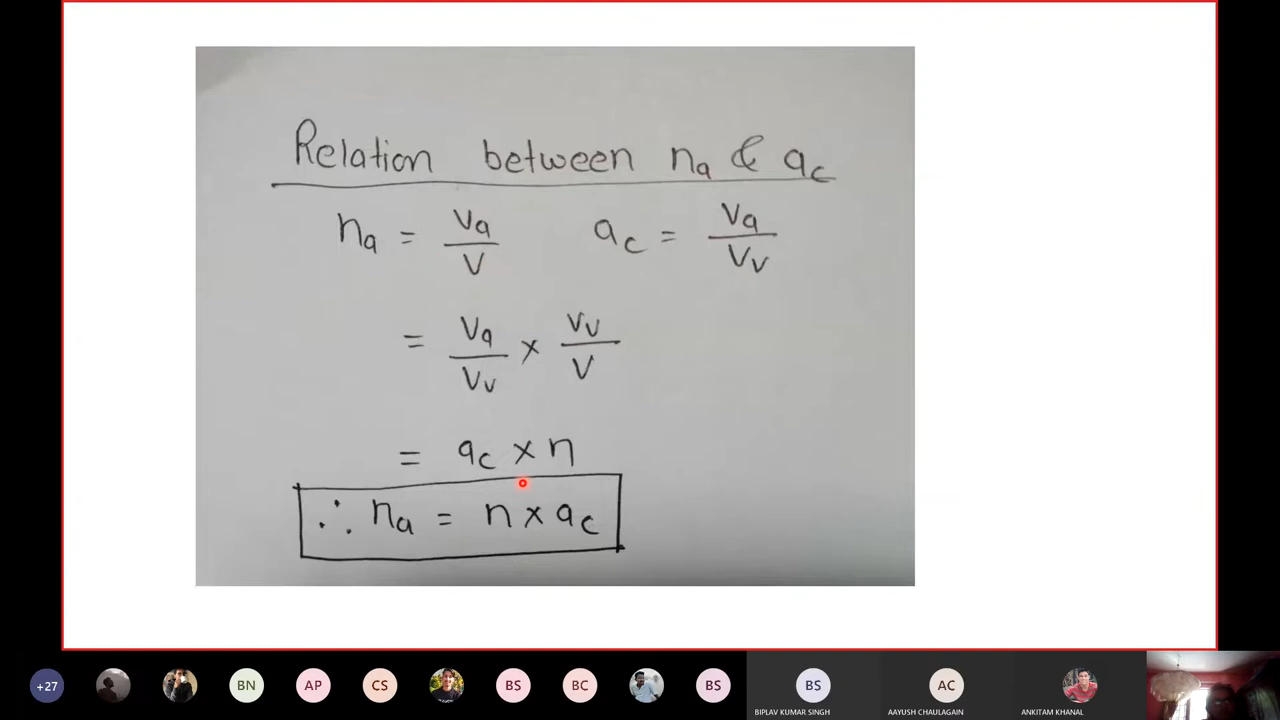 Relation between na & ac
na = Va/V    ac = Va/Vv
= Va/Vv × Vv/V
= ac × n
∴ na = n × ac
+27 BN AP CS BS BC BS BS AC
BIPLAV KUMAR SINGH AAYUSH CHAULAGAIN ANKITAM KHANAL